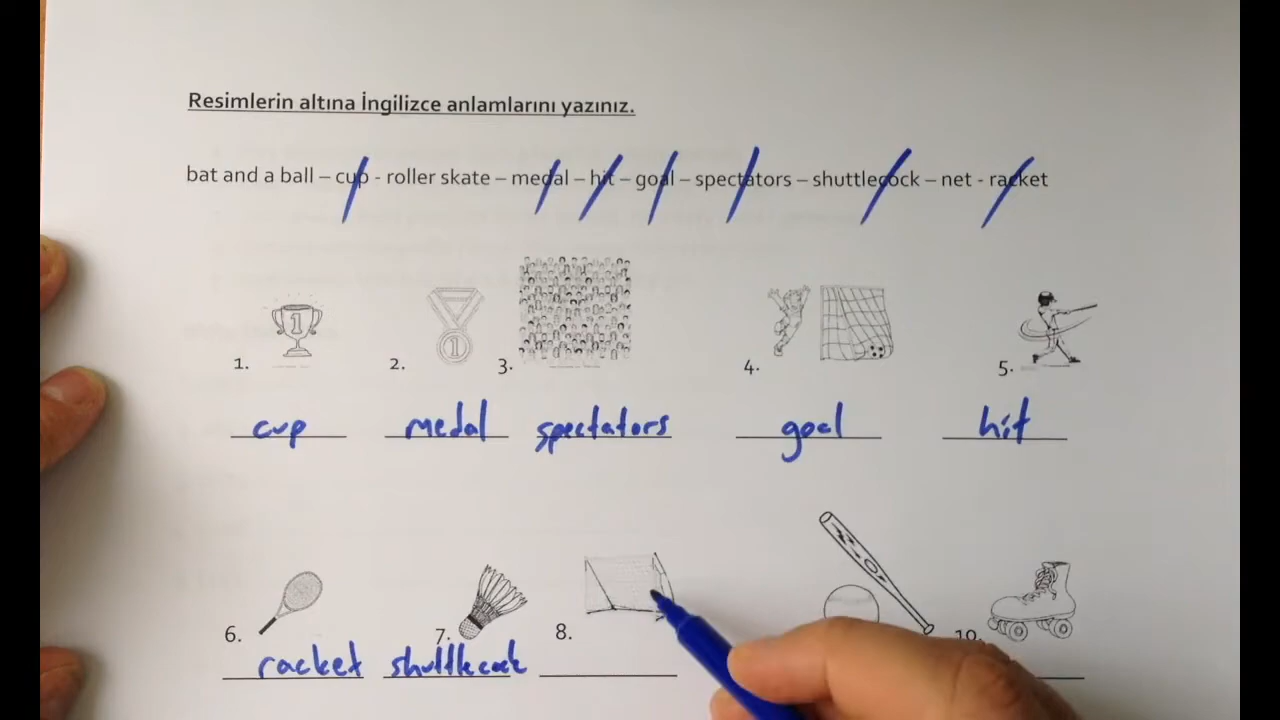 Resimlerin altına İngilizce anlamlarını yazınız.
bat and a ball – cup - roller skate – medal – hit – goal – spectators – shuttlecock – net - racket
1. 2. 3. 4. 5.
cup medal spectators goal hit
6. 7. 8. 10.
racket shuttlecock